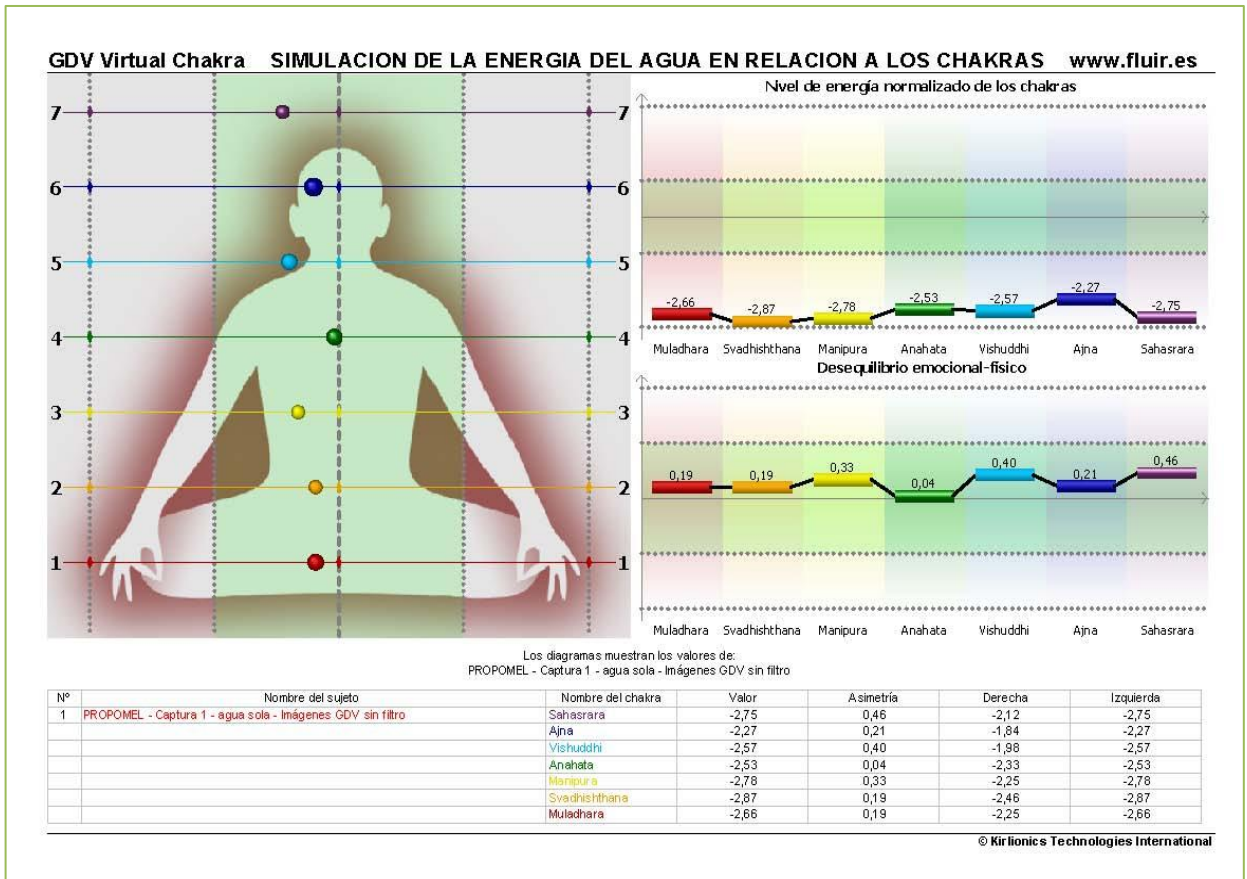 GDV Virtual Chakra SIMULACION DE LA ENERGIA DEL AGUA EN RELACION A LOS CHAKRAS www.fluir.es
7 7
6 6
5 5
4 4
3 3
2 2
1 1
Nivel de energía normalizado de los chakras
-2,66 -2,87 -2,78 -2,53 -2,57 -2,27 -2,75
Muladhara Svadhishthana Manipura Anahata Vishuddhi Ajna Sahasrara
Desequilibrio emocional-físico
0,19 0,19 0,33 0,04 0,40 0,21 0,46
Muladhara Svadhishthana Manipura Anahata Vishuddhi Ajna Sahasrara
Los diagramas muestran los valores de:
PROPOMEL - Captura 1 - agua sola - Imágenes GDV sin filtro
Nº Nombre del sujeto Nombre del chakra Valor Asimetría Derecha Izquierda
1 PROPOMEL - Captura 1 - agua sola - Imágenes GDV sin filtro Sahasrara -2,75 0,46 -2,12 -2,75
Ajna -2,27 0,21 -1,84 -2,27
Vishuddhi -2,57 0,40 -1,98 -2,57
Anahata -2,53 0,04 -2,33 -2,53
Manipura -2,78 0,33 -2,25 -2,78
Svadhishthana -2,87 0,19 -2,46 -2,87
Muladhara -2,66 0,19 -2,25 -2,66
© Kirlionics Technologies International